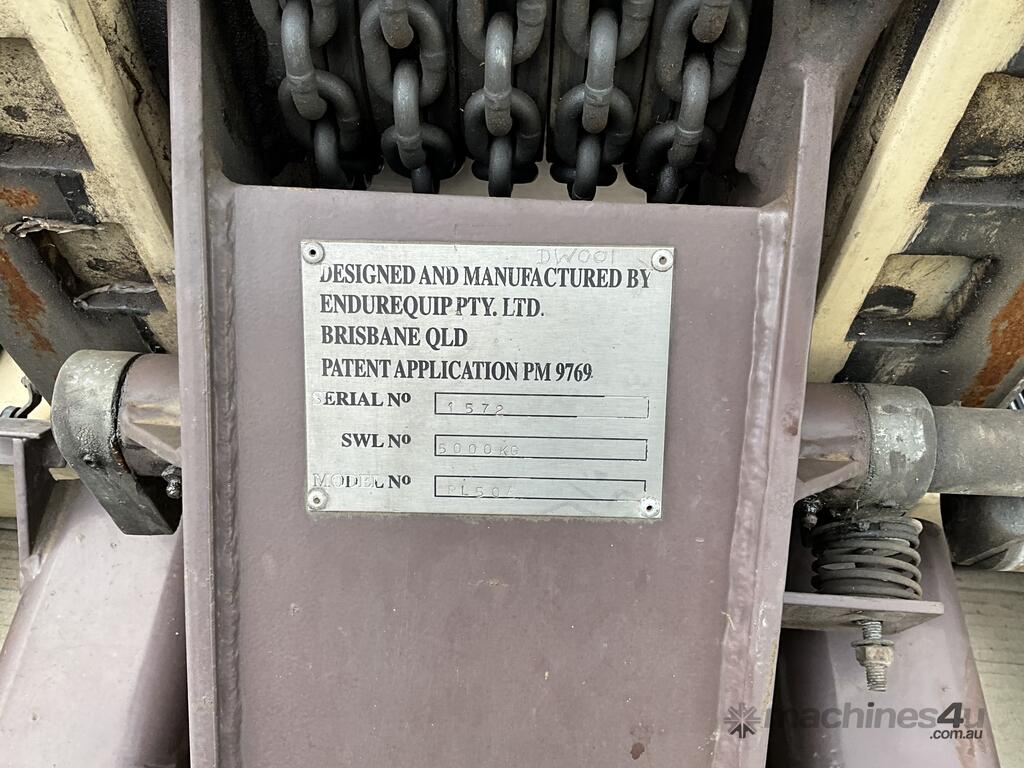 DW001
DESIGNED AND MANUFACTURED BY
ENDUREQUIP PTY. LTD.
BRISBANE QLD
PATENT APPLICATION PM 9769
SERIAL Nº 1572
SWL Nº 5000KG
MODEL Nº
machines4u
.com.au